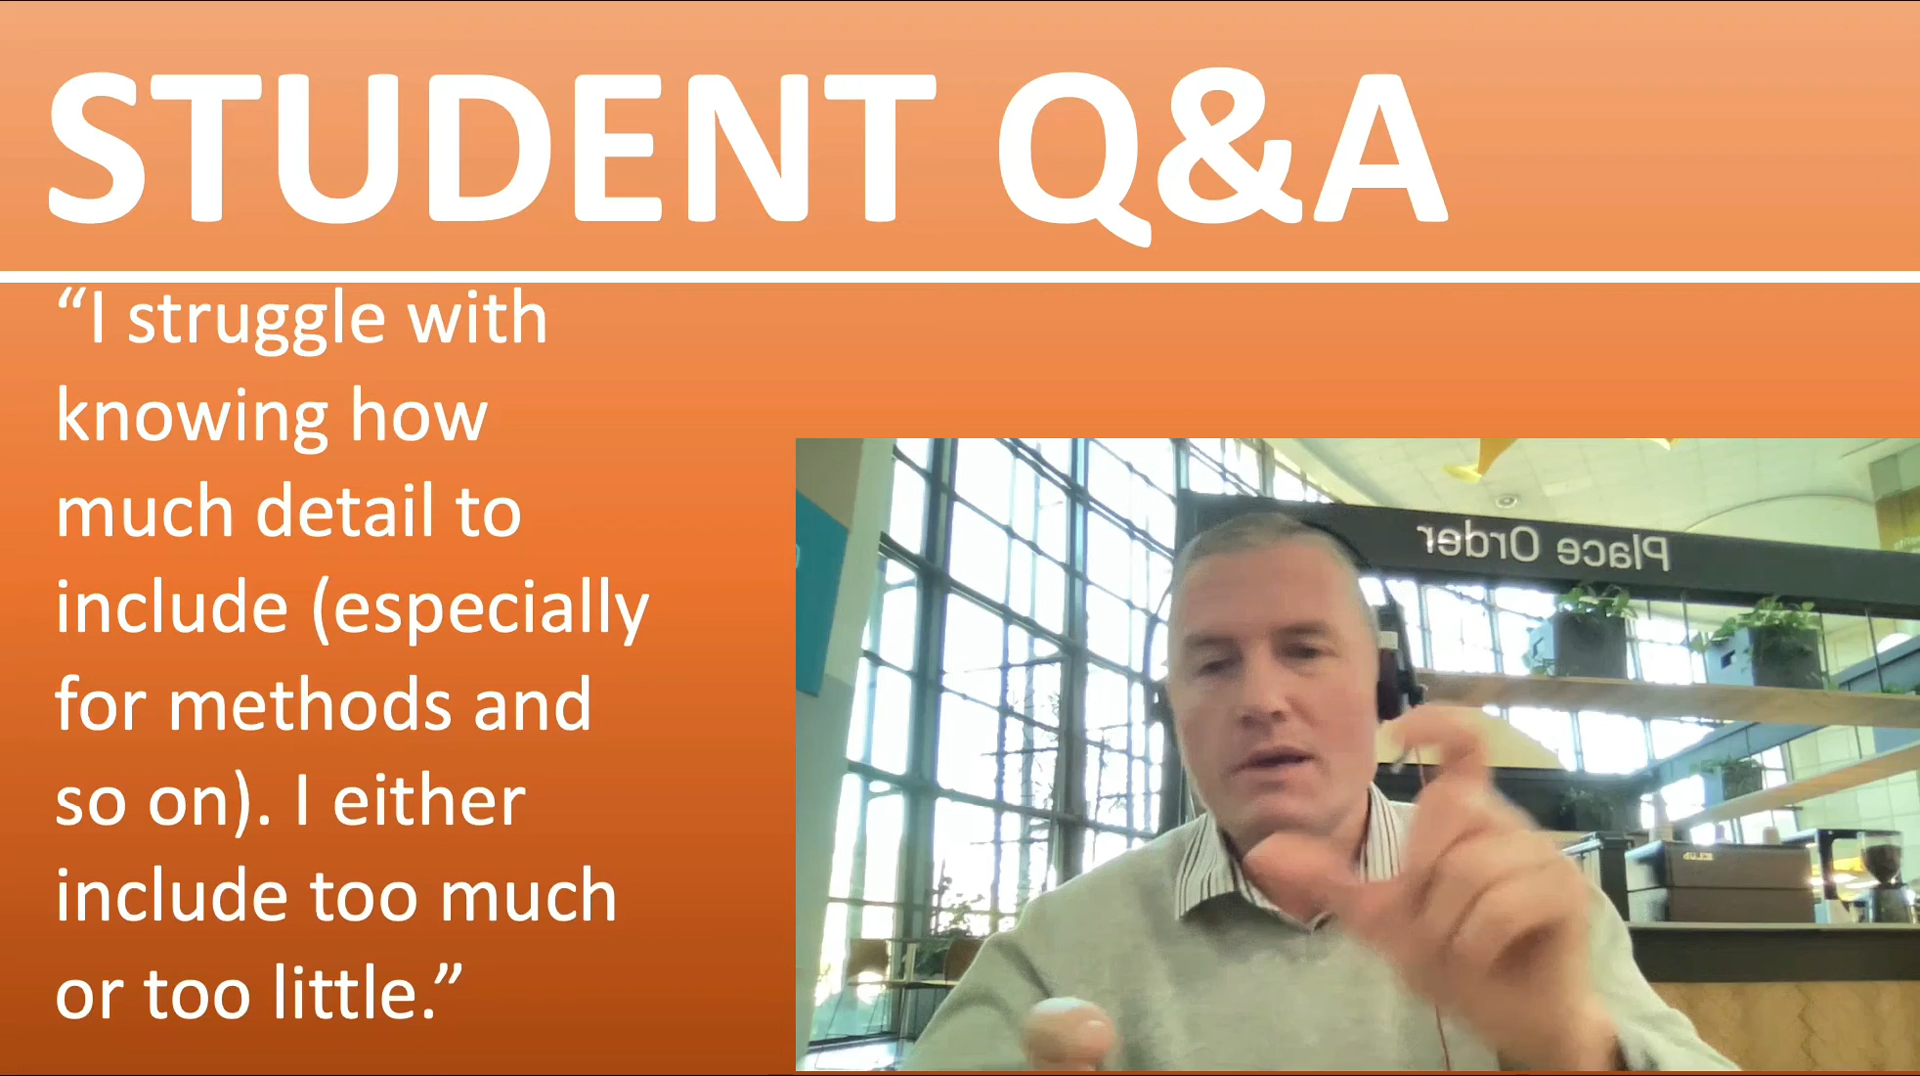 STUDENT Q&A
“I struggle with
knowing how
much detail to
include (especially
for methods and
so on). I either
include too much
or too little.”
Place Order